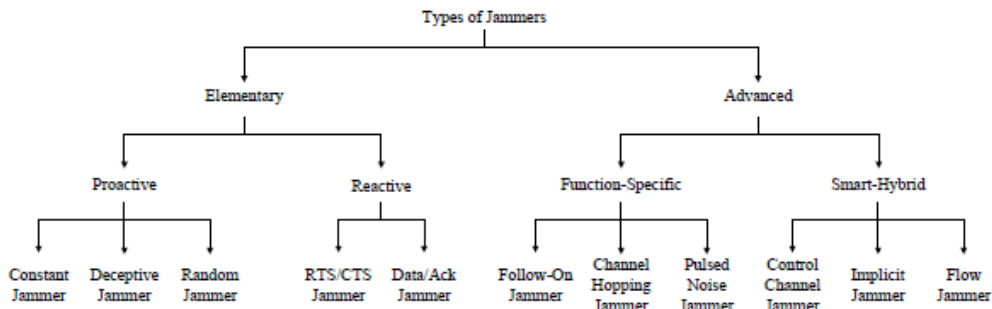 Types of Jammers
Elementary
Advanced
Proactive
Reactive
Function-Specific
Smart-Hybrid
Constant
Jammer
Deceptive
Jammer
Random
Jammer
RTS/CTS
Jammer
Data/Ack
Jammer
Follow-On
Jammer
Channel
Hopping
Jammer
Pulsed
Noise
Jammer
Control
Channel
Jammer
Implicit
Jammer
Flow
Jammer